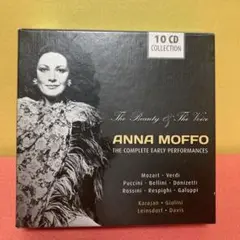 10 CD
COLLECTION
The Beauty & The Voice
ANNA MOFFO
THE COMPLETE EARLY PERFORMANCES
Mozart · Verdi
Puccini · Bellini · Donizetti
Rossini · Respighi · Galuppi
Karajan · Giulini
Leinsdorf · Davis